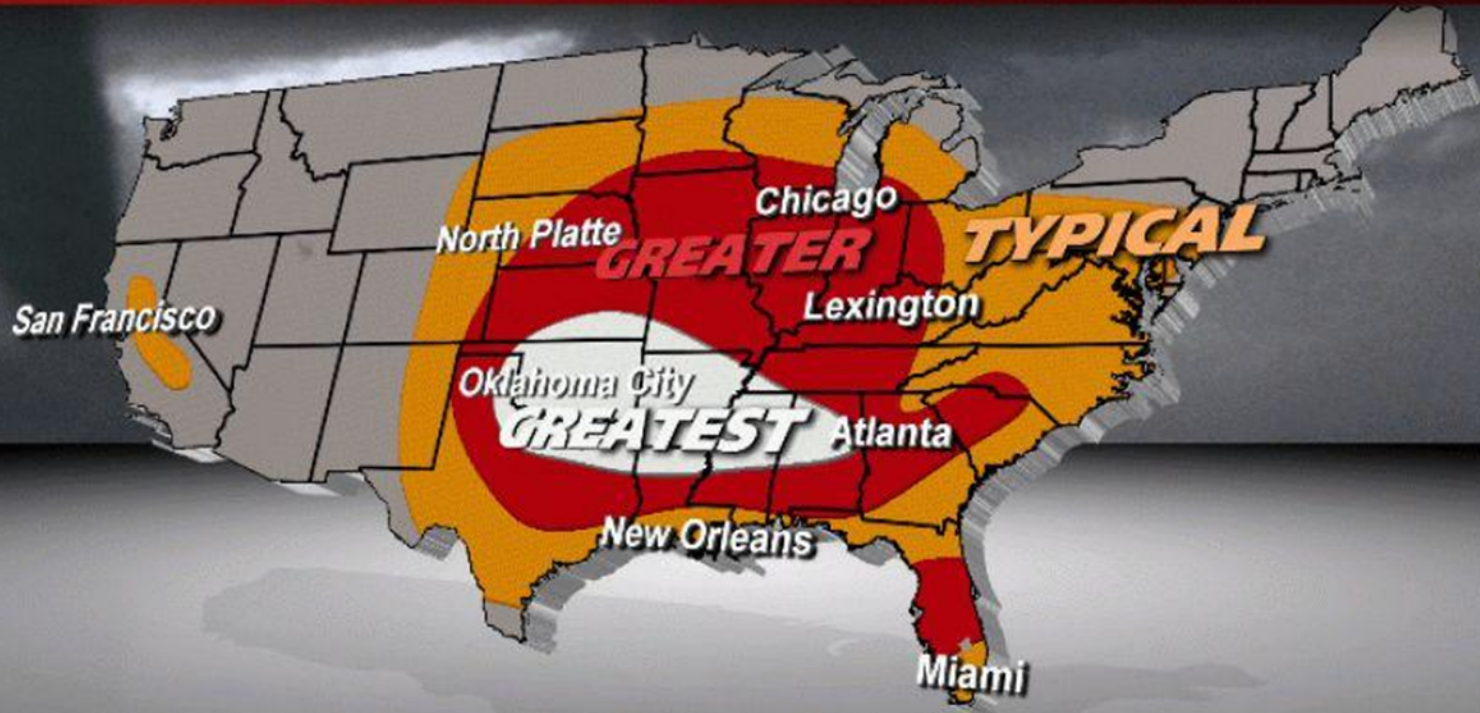 Chicago
North Platte
GREATER
TYPICAL
San Francisco
Lexington
Oklahoma City
GREATEST
Atlanta
New Orleans
Miami